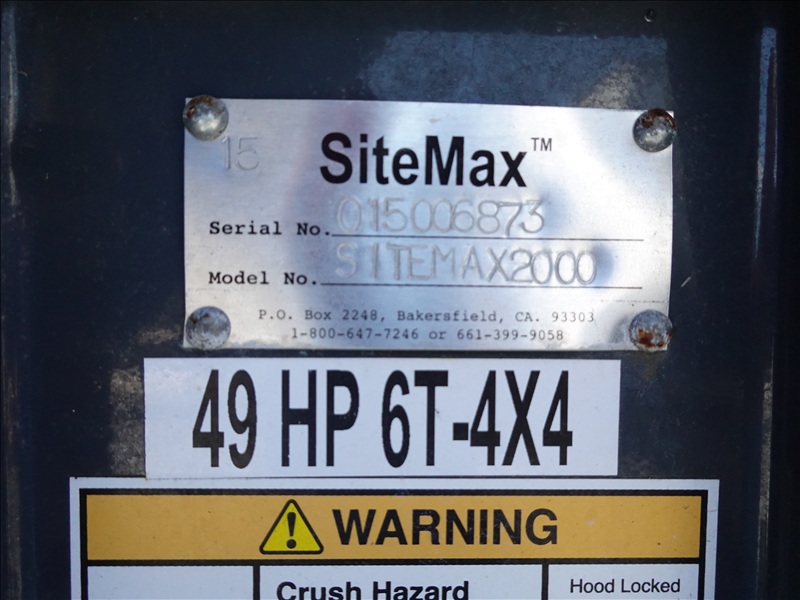 15 SiteMax™
Serial No. 015006873
Model No. SITEMAX2000
P.O. Box 2248, Bakersfield, CA. 93303
1-800-647-7246 or 661-399-9058
49 HP 6T-4X4
WARNING
Crush Hazard
Hood Locked